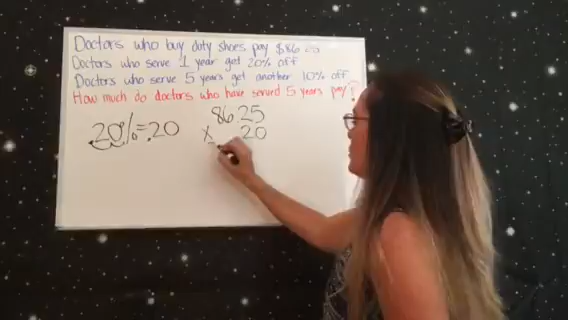 Doctors who buy duty shoes pay $86.25
Doctors who serve 1 year get 20% off
Doctors who serve 5 years get another 10% off.
How much do doctors who have served 5 years pay?
20%=.20
86.25
x .20